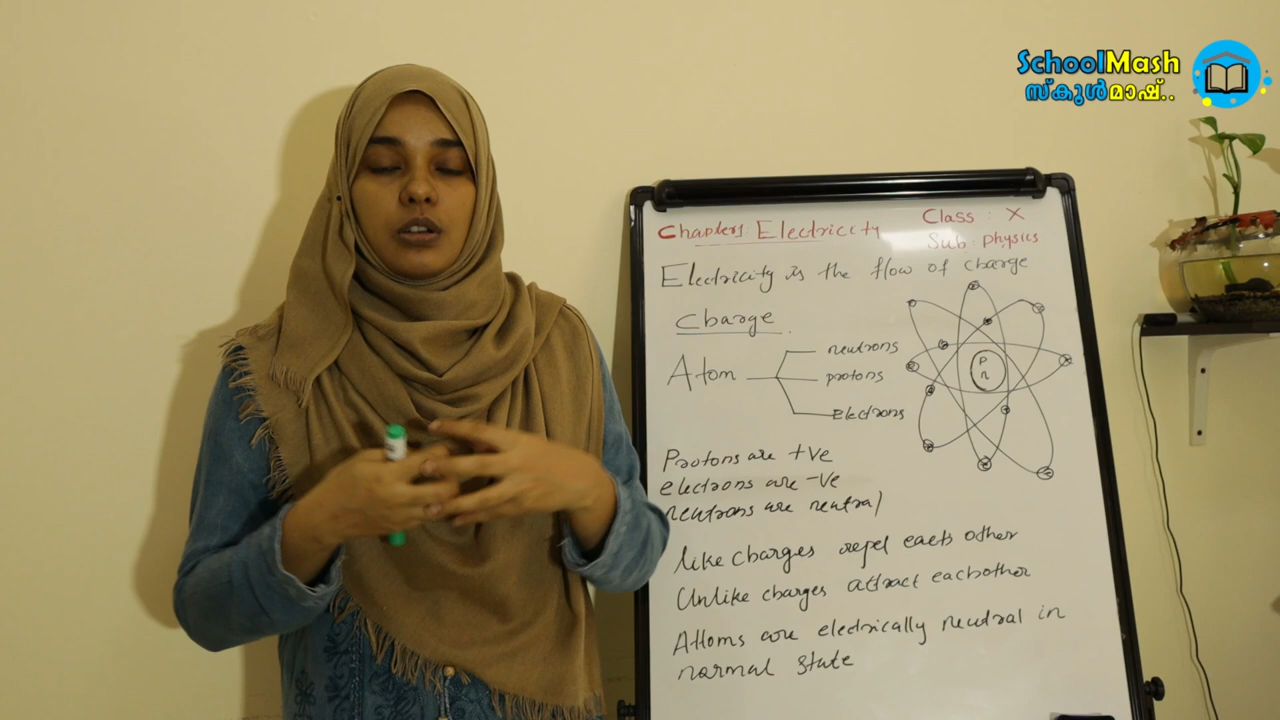 SchoolMash
സ്കൂൾമാഷ്..
Chapter1: Electricity
Class : X
Sub : physics
Electricity is the flow of charge
Charge
Atom
neutrons
protons
Electrons
P
n
Protons are +ve
electrons are -ve
neutrons are neutral
like charges repel each other
Unlike charges attract eachother
Attoms are electrically neutral in
normal state